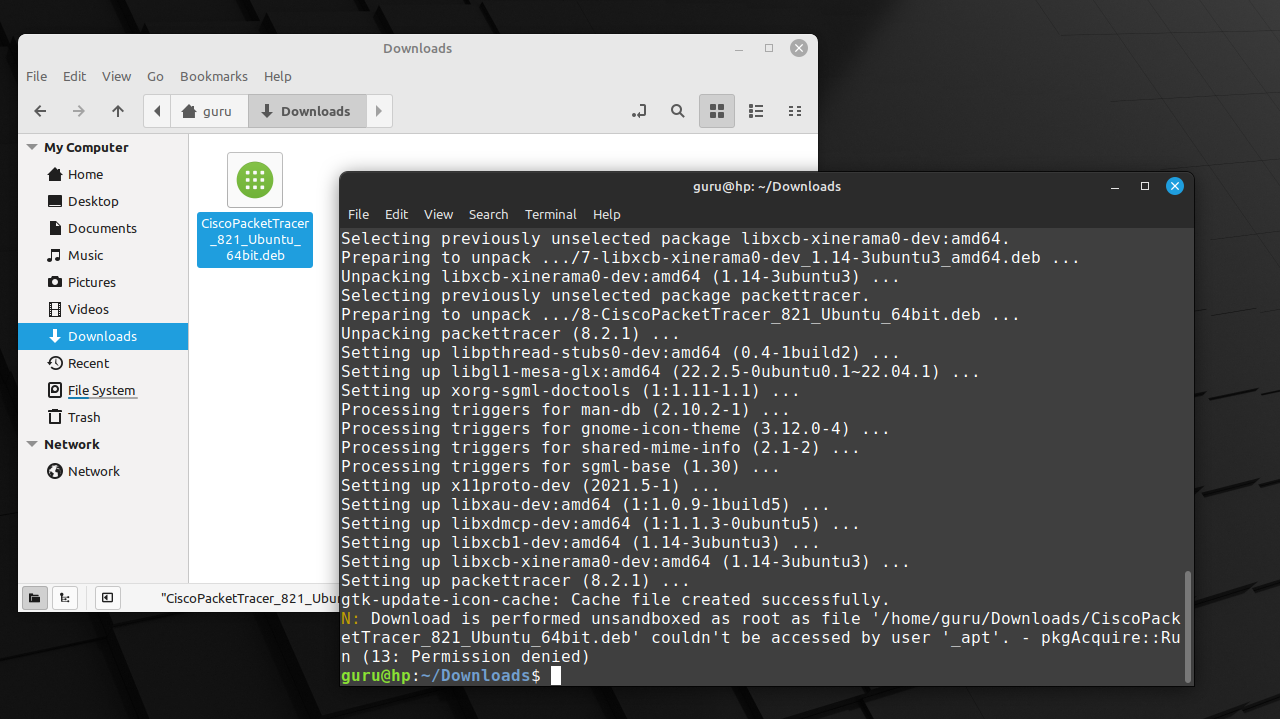 Downloads
File Edit View Go Bookmarks Help
guru Downloads
My Computer
Home
Desktop
Documents
Music
Pictures
Videos
Downloads
Recent
File System
Trash
Network
Network
CiscoPacketTracer
_821_Ubuntu_
64bit.deb
"CiscoPacketTracer_821_Ubu
guru@hp: ~/Downloads
File Edit View Search Terminal Help
Selecting previously unselected package libxcb-xinerama0-dev:amd64.
Preparing to unpack .../7-libxcb-xinerama0-dev_1.14-3ubuntu3_amd64.deb ...
Unpacking libxcb-xinerama0-dev:amd64 (1.14-3ubuntu3) ...
Selecting previously unselected package packettracer.
Preparing to unpack .../8-CiscoPacketTracer_821_Ubuntu_64bit.deb ...
Unpacking packettracer (8.2.1) ...
Setting up libpthread-stubs0-dev:amd64 (0.4-1build2) ...
Setting up libgl1-mesa-glx:amd64 (22.2.5-0ubuntu0.1~22.04.1) ...
Setting up xorg-sgml-doctools (1:1.11-1.1) ...
Processing triggers for man-db (2.10.2-1) ...
Processing triggers for gnome-icon-theme (3.12.0-4) ...
Processing triggers for shared-mime-info (2.1-2) ...
Processing triggers for sgml-base (1.30) ...
Setting up x11proto-dev (2021.5-1) ...
Setting up libxau-dev:amd64 (1:1.0.9-1build5) ...
Setting up libxdmcp-dev:amd64 (1:1.1.3-0ubuntu5) ...
Setting up libxcb1-dev:amd64 (1.14-3ubuntu3) ...
Setting up libxcb-xinerama0-dev:amd64 (1.14-3ubuntu3) ...
Setting up packettracer (8.2.1) ...
gtk-update-icon-cache: Cache file created successfully.
N: Download is performed unsandboxed as root as file '/home/guru/Downloads/CiscoPack
etTracer_821_Ubuntu_64bit.deb' couldn't be accessed by user '_apt'. - pkgAcquire::Ru
n (13: Permission denied)
guru@hp:~/Downloads$